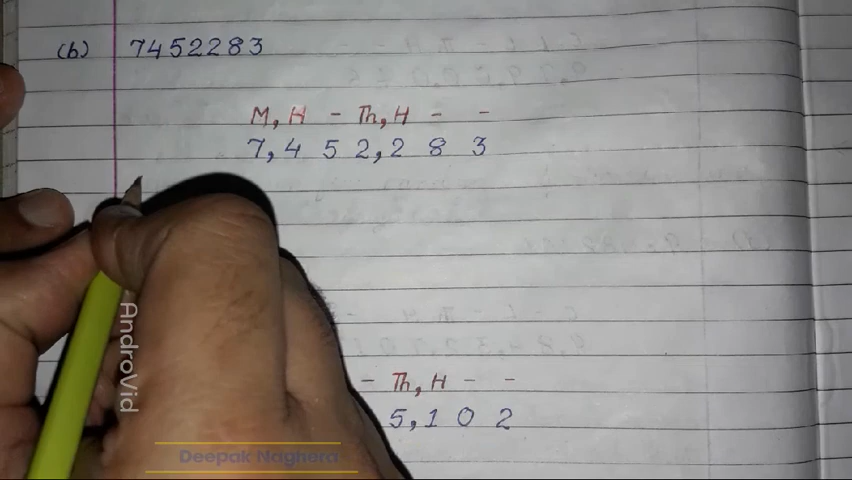 (b) 7452283
M, H - Th, H - -
7, 4 5 2, 2 8 3
- Th, H - -
5, 1 0 2
AndroVid
Deepak Naghera